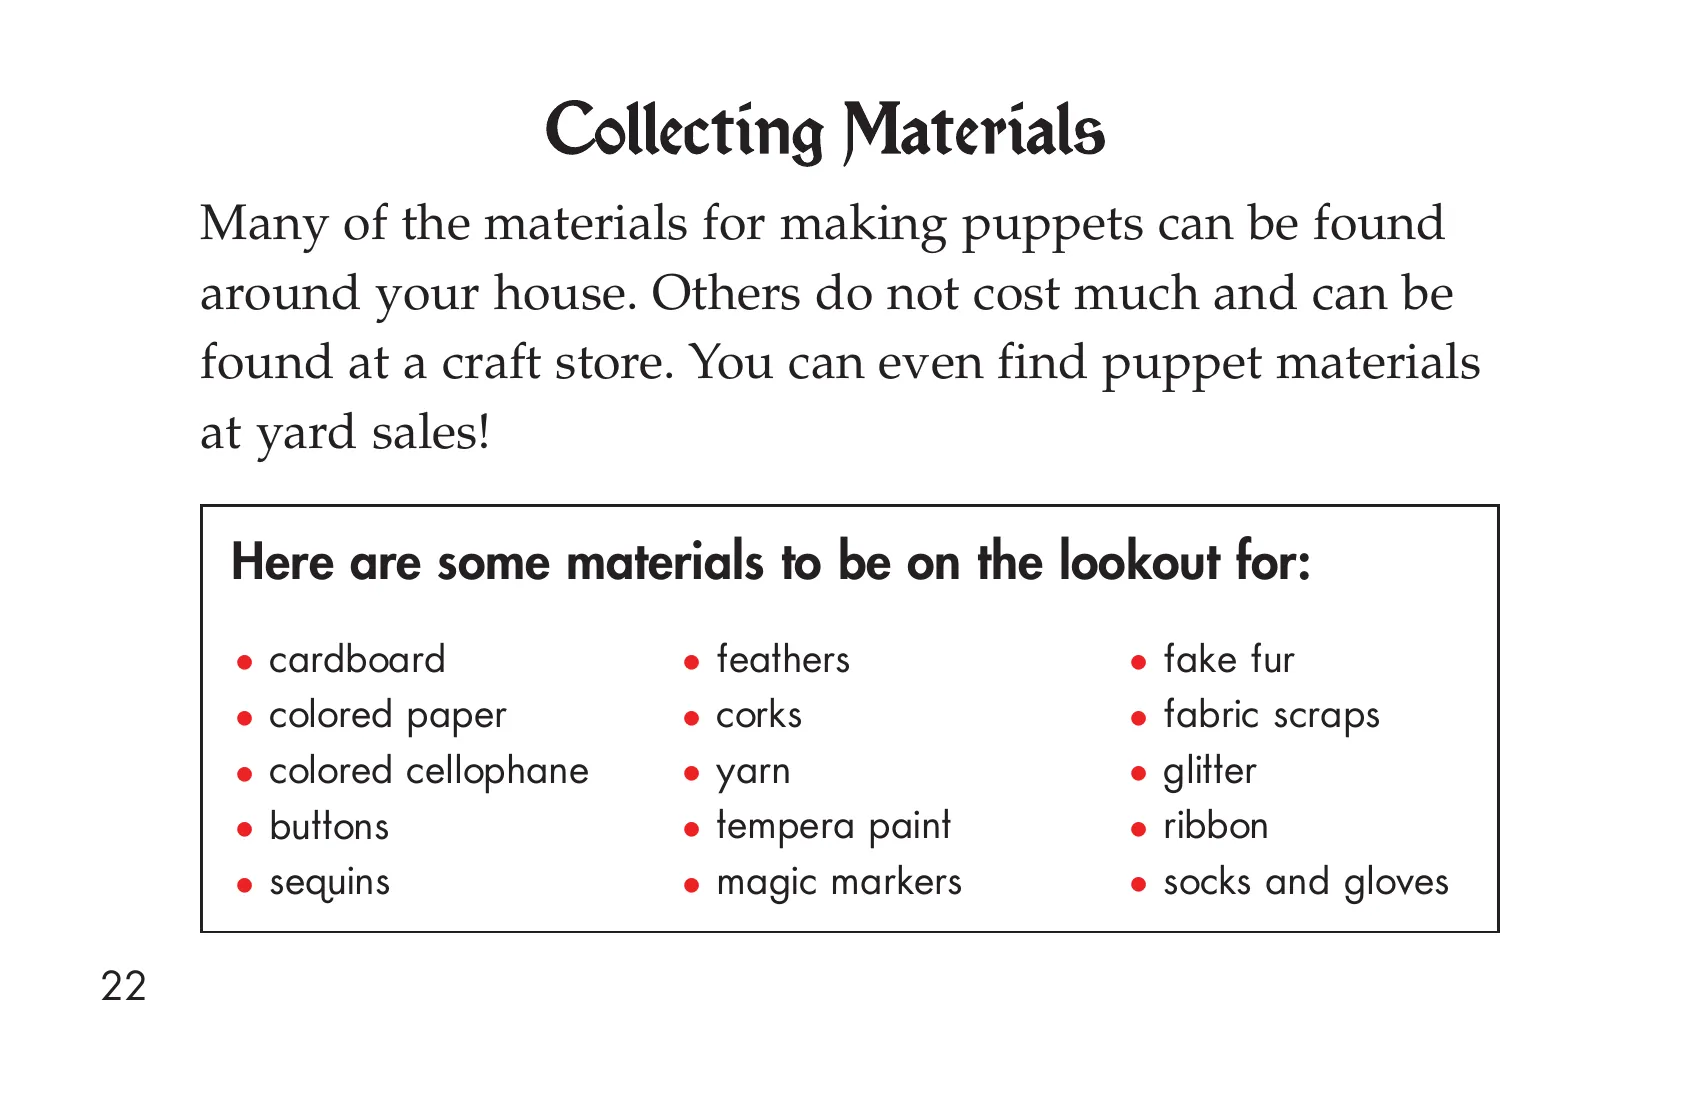 Collecting Materials
Many of the materials for making puppets can be found
around your house. Others do not cost much and can be
found at a craft store. You can even find puppet materials
at yard sales!
Here are some materials to be on the lookout for:
• cardboard
• colored paper
• colored cellophane
• buttons
• sequins
• feathers
• corks
• yarn
• tempera paint
• magic markers
• fake fur
• fabric scraps
• glitter
• ribbon
• socks and gloves
22